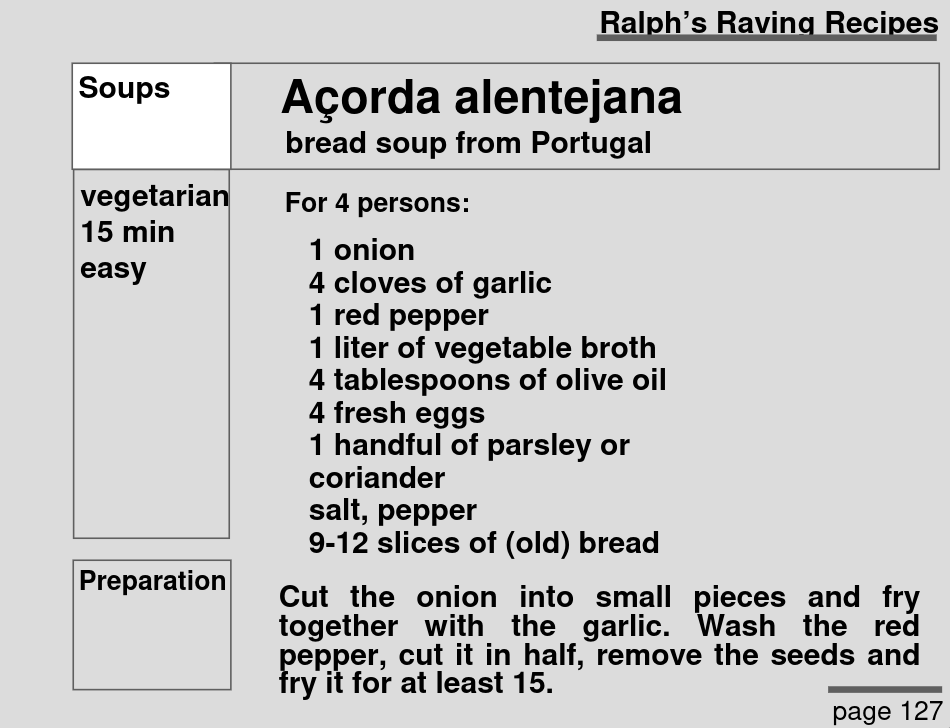 Ralph’s Raving Recipes
Soups
Açorda alentejana
bread soup from Portugal
vegetarian
15 min
easy
For 4 persons:
1 onion
4 cloves of garlic
1 red pepper
1 liter of vegetable broth
4 tablespoons of olive oil
4 fresh eggs
1 handful of parsley or
coriander
salt, pepper
9-12 slices of (old) bread
Preparation
Cut the onion into small pieces and fry
together with the garlic. Wash the red
pepper, cut it in half, remove the seeds and
fry it for at least 15.
page 127